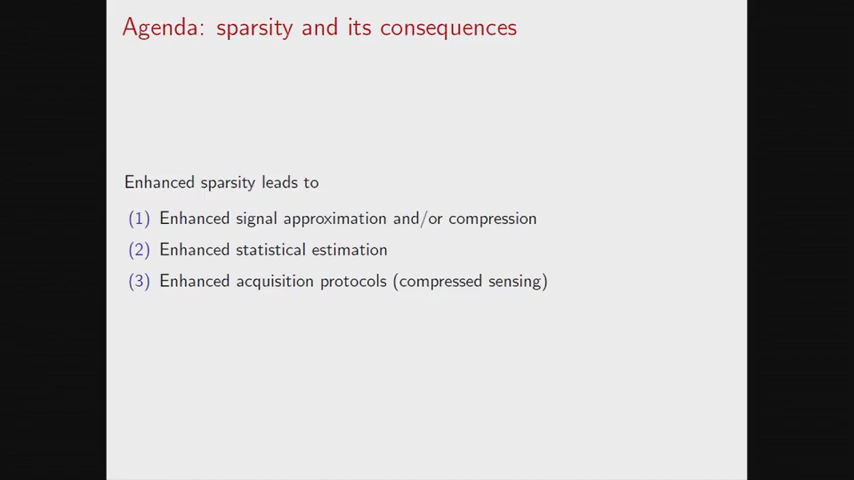 Agenda: sparsity and its consequences
Enhanced sparsity leads to
(1) Enhanced signal approximation and/or compression
(2) Enhanced statistical estimation
(3) Enhanced acquisition protocols (compressed sensing)